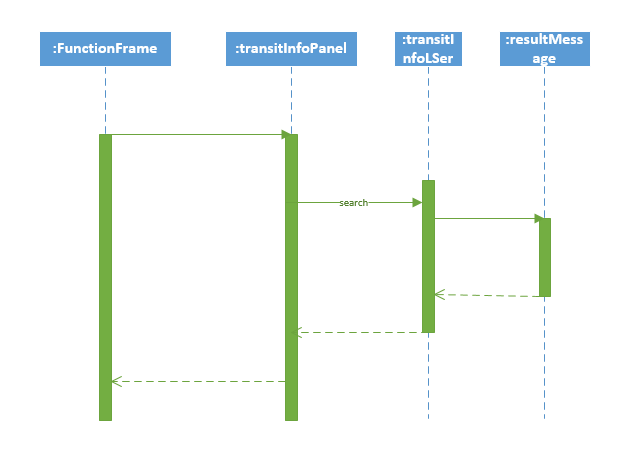 :FunctionFrame
:transitInfoPanel
:transitI
nfoLSer
:resultMess
age
search